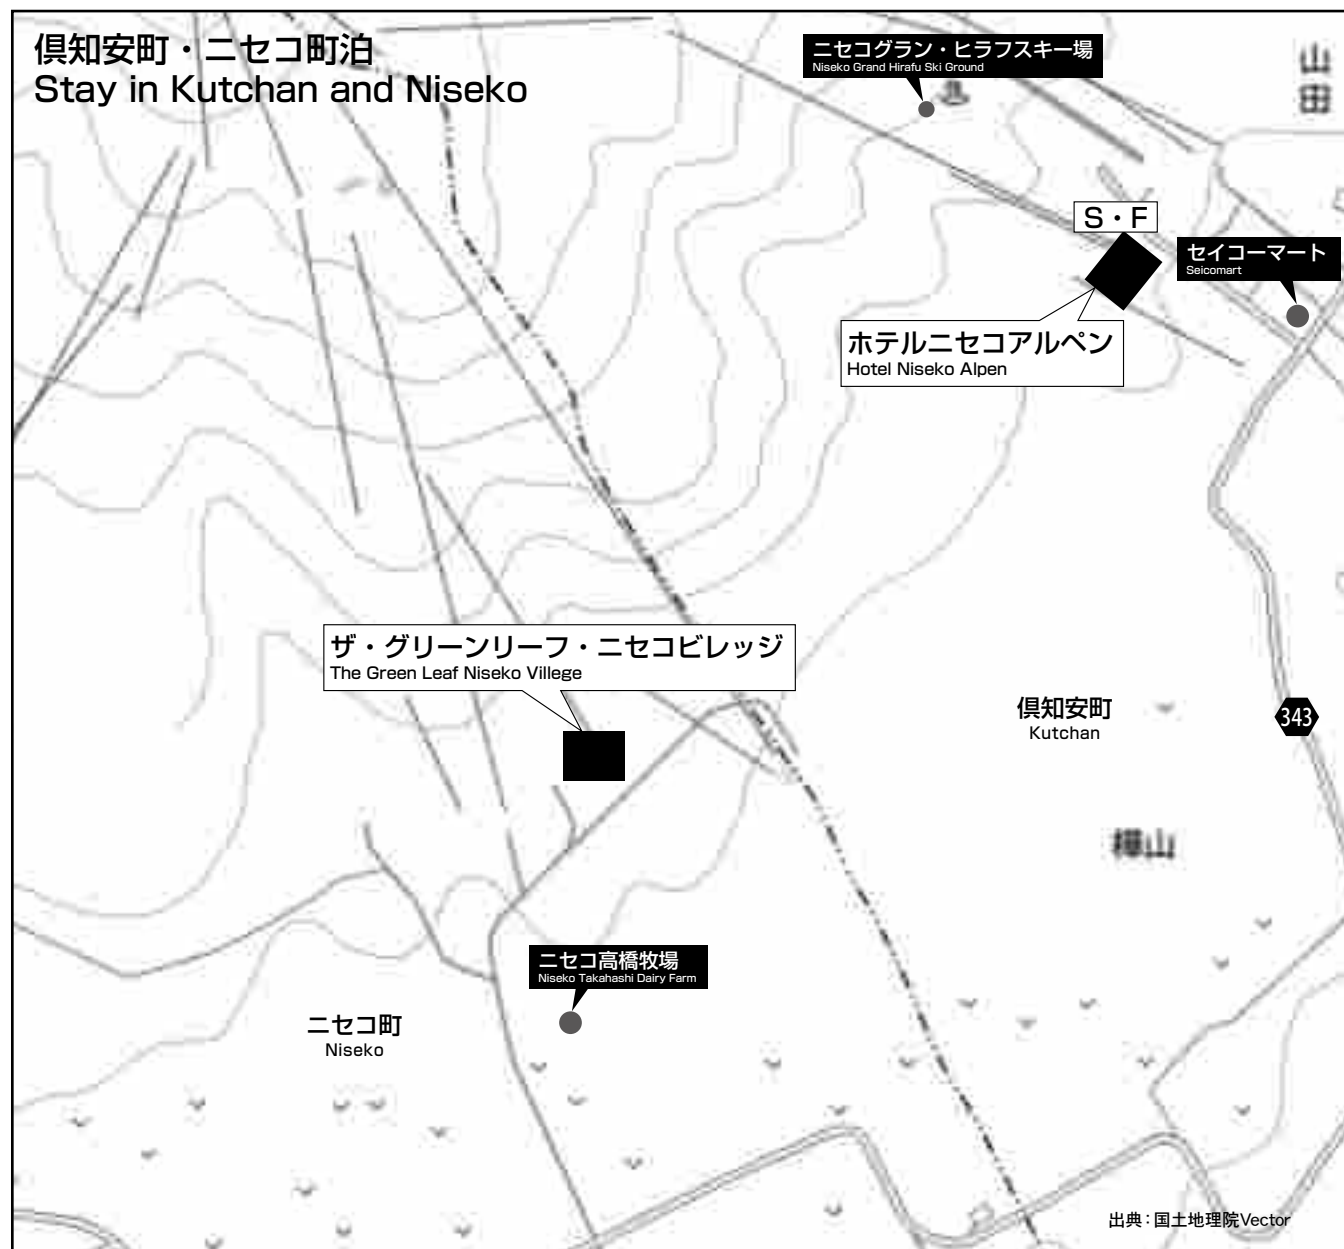 倶知安町・ニセコ町泊
Stay in Kutchan and Niseko
ニセコグラン・ヒラフスキー場
Niseko Grand Hirafu Ski Ground
山田
S・F
セイコーマート
Seicomart
ホテルニセコアルペン
Hotel Niseko Alpen
ザ・グリーンリーフ・ニセコビレッジ
The Green Leaf Niseko Villege
倶知安町
Kutchan
343
樺山
ニセコ高橋牧場
Niseko Takahashi Dairy Farm
ニセコ町
Niseko
出典：国土地理院Vector